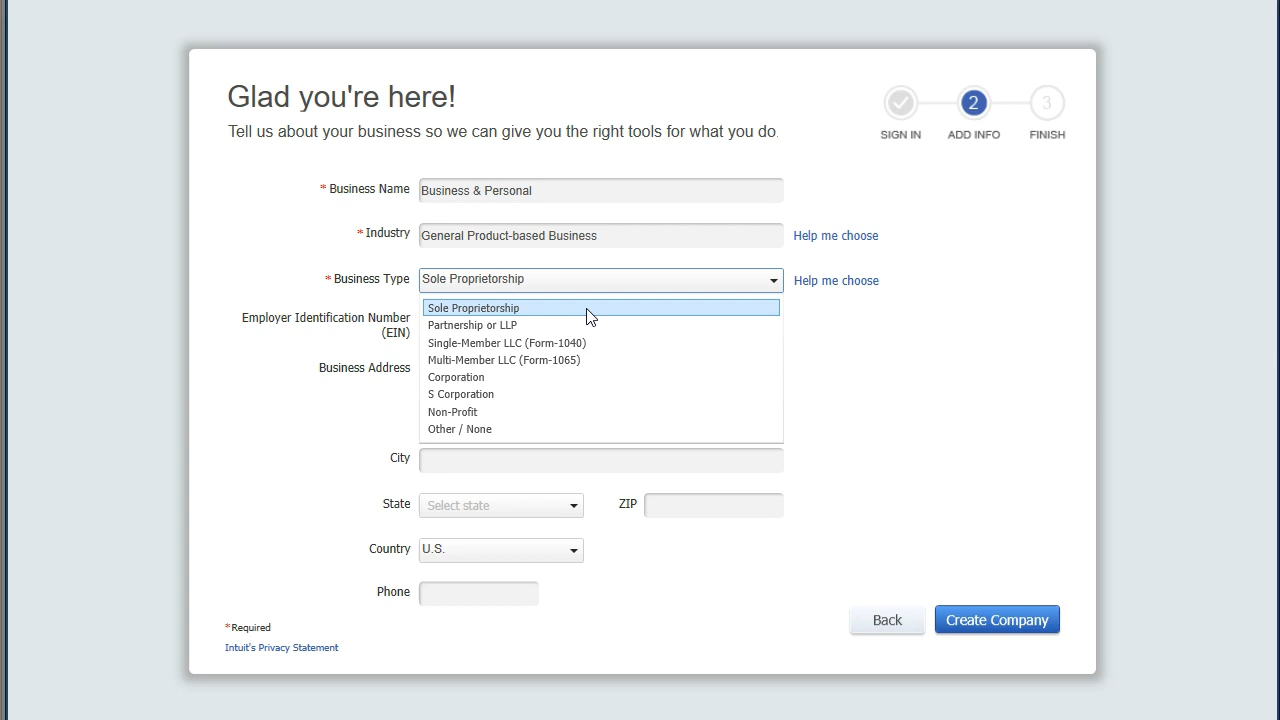 Glad you're here!
Tell us about your business so we can give you the right tools for what you do.
2
3
SIGN IN
ADD INFO
FINISH
* Business Name
Business & Personal
* Industry
General Product-based Business
Help me choose
* Business Type
Sole Proprietorship
Help me choose
Sole Proprietorship
Partnership or LLP
Single-Member LLC (Form-1040)
Multi-Member LLC (Form-1065)
Corporation
S Corporation
Non-Profit
Other / None
Employer Identification Number
(EIN)
Business Address
City
State
Select state
ZIP
Country
U.S.
Phone
*Required
Intuit's Privacy Statement
Back
Create Company